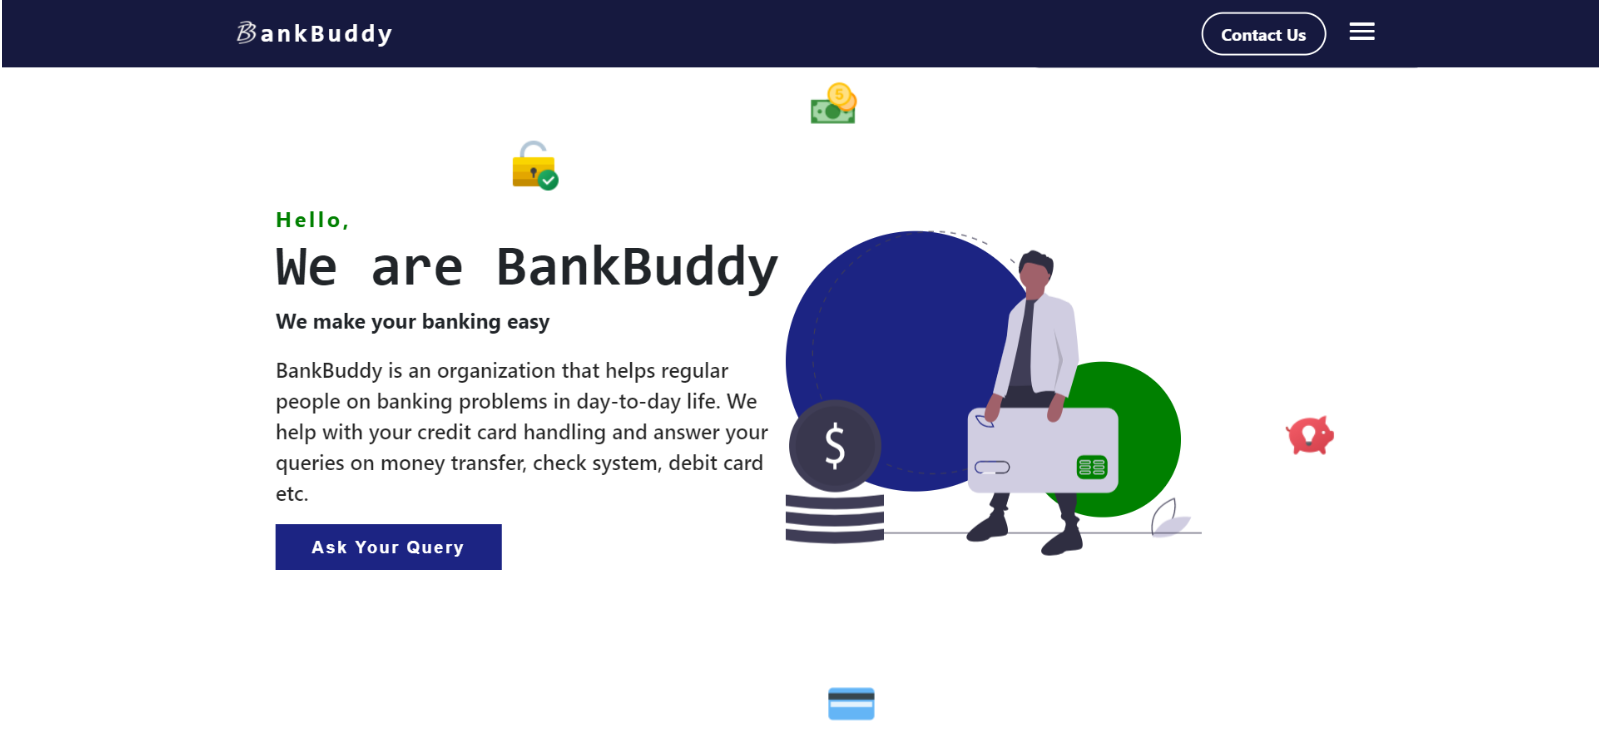 BankBuddy
Contact Us
5
Hello,
We are BankBuddy
We make your banking easy
BankBuddy is an organization that helps regular
people on banking problems in day-to-day life. We
help with your credit card handling and answer your
queries on money transfer, check system, debit card
etc.
$
Ask Your Query